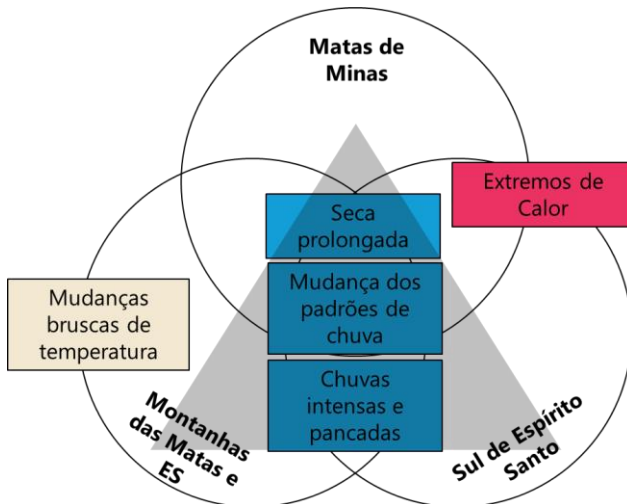 Matas de
Minas
Extremos de
Calor
Seca
prolongada
Mudanças
bruscas de
temperatura
Mudança dos
padrões de
chuva
Chuvas
intensas e
pancadas
Montanhas
das Matas e
ES
Sul de Espírito
Santo